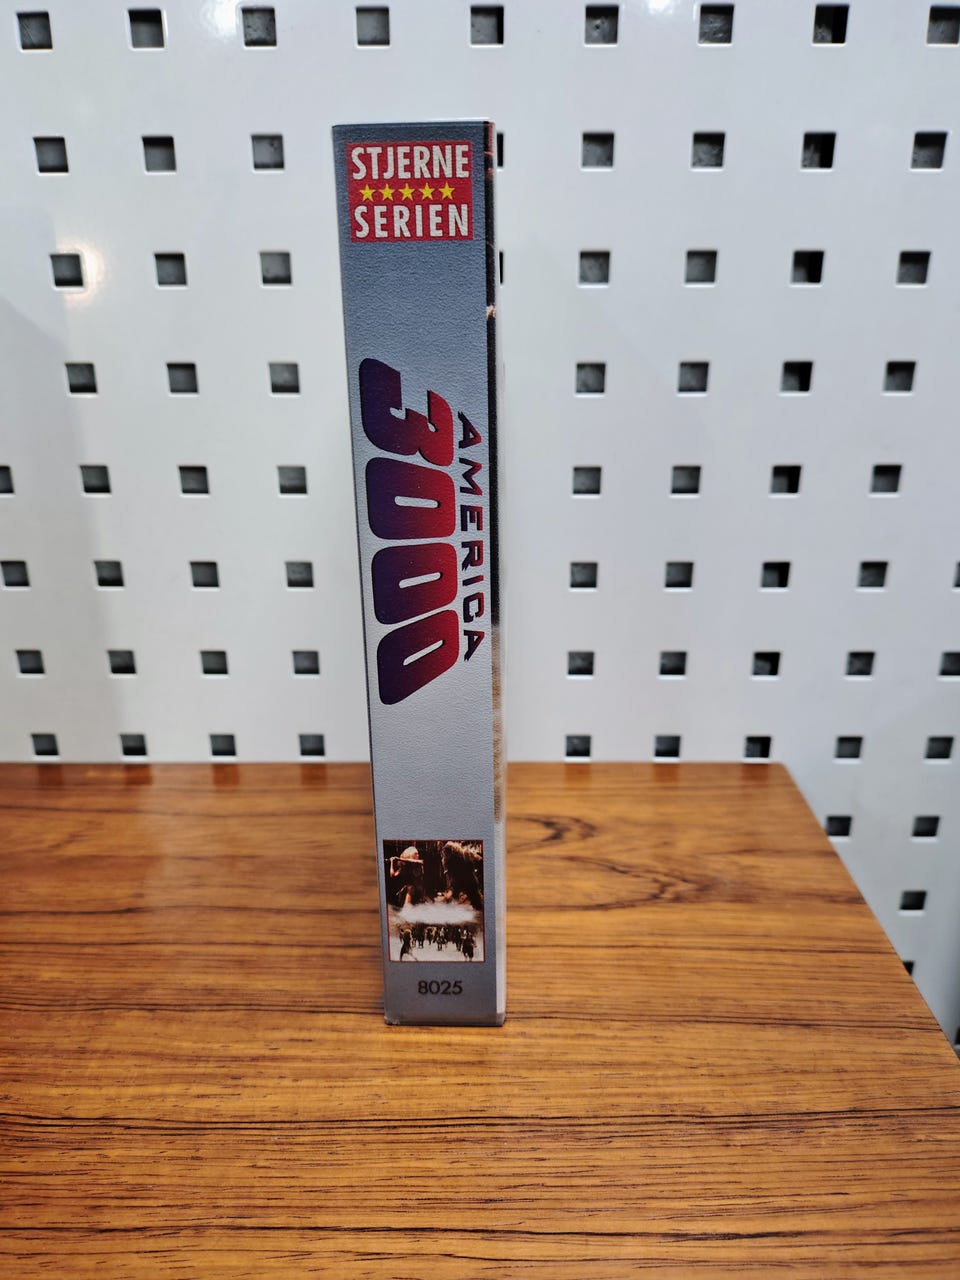 STJERNE
SERIEN
AMERICA
3000
8025